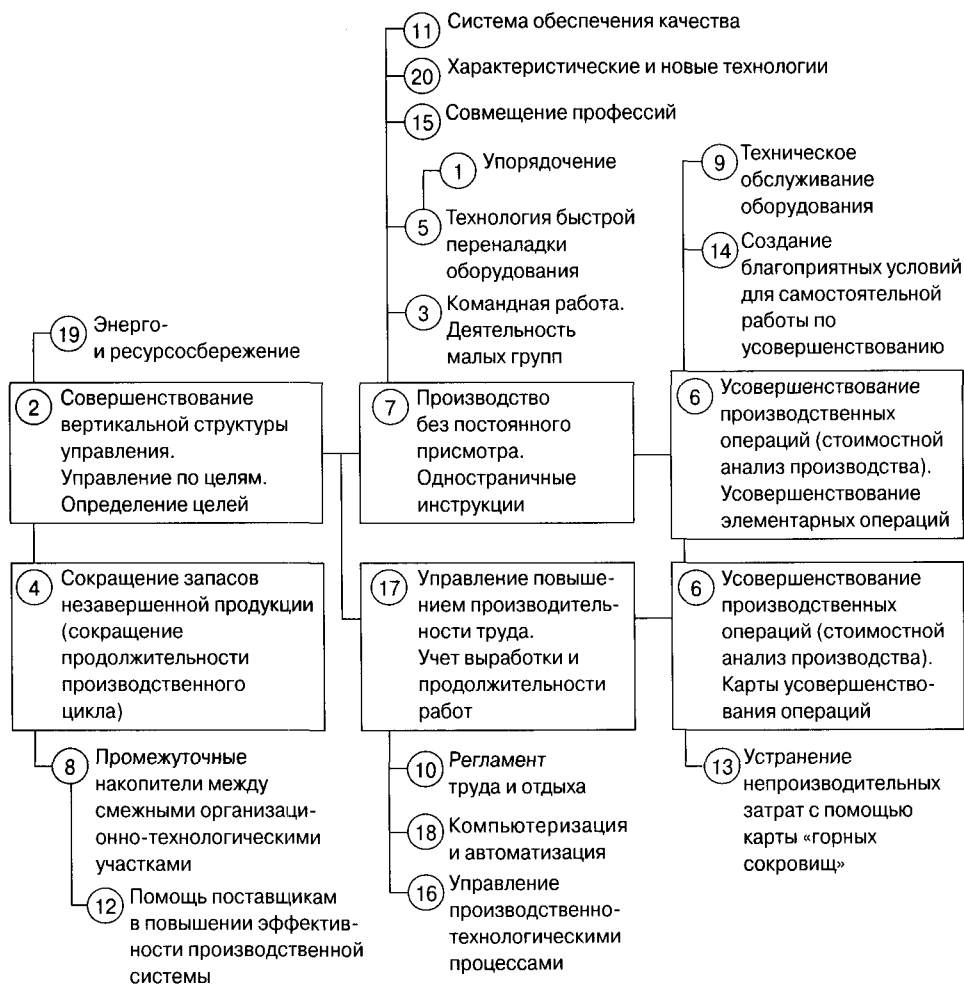 11 Система обеспечения качества
20 Характеристические и новые технологии
15 Совмещение профессий
1 Упорядочение
5 Технология быстрой
переналадки
оборудования
3 Командная работа.
Деятельность
малых групп
9 Техническое
обслуживание
оборудования
14 Создание
благоприятных условий
для самостоятельной
работы по
усовершенствованию
19 Энерго-
и ресурсосбережение
2 Совершенствование
вертикальной структуры
управления.
Управление по целям.
Определение целей
7 Производство
без постоянного
присмотра.
Одностраничные
инструкции
6 Усовершенствование
производственных
операций (стоимостной
анализ производства).
Усовершенствование
элементарных операций
4 Сокращение запасов
незавершенной продукции
(сокращение
продолжительности
производственного
цикла)
17 Управление повыше-
нием производитель-
ности труда.
Учет выработки и
продолжительности
работ
6 Усовершенствование
производственных
операций (стоимостной
анализ производства).
Карты усовершенство-
вания операций
8 Промежуточные
накопители между
смежными организаци-
онно-технологическими
участками
12 Помощь поставщикам
в повышении эффектив-
ности производственной
системы
10 Регламент
труда и отдыха
18 Компьютеризация
и автоматизация
16 Управление
производственно-
технологическими
процессами
13 Устранение
непроизводительных
затрат с помощью
карты «горных
сокровищ»